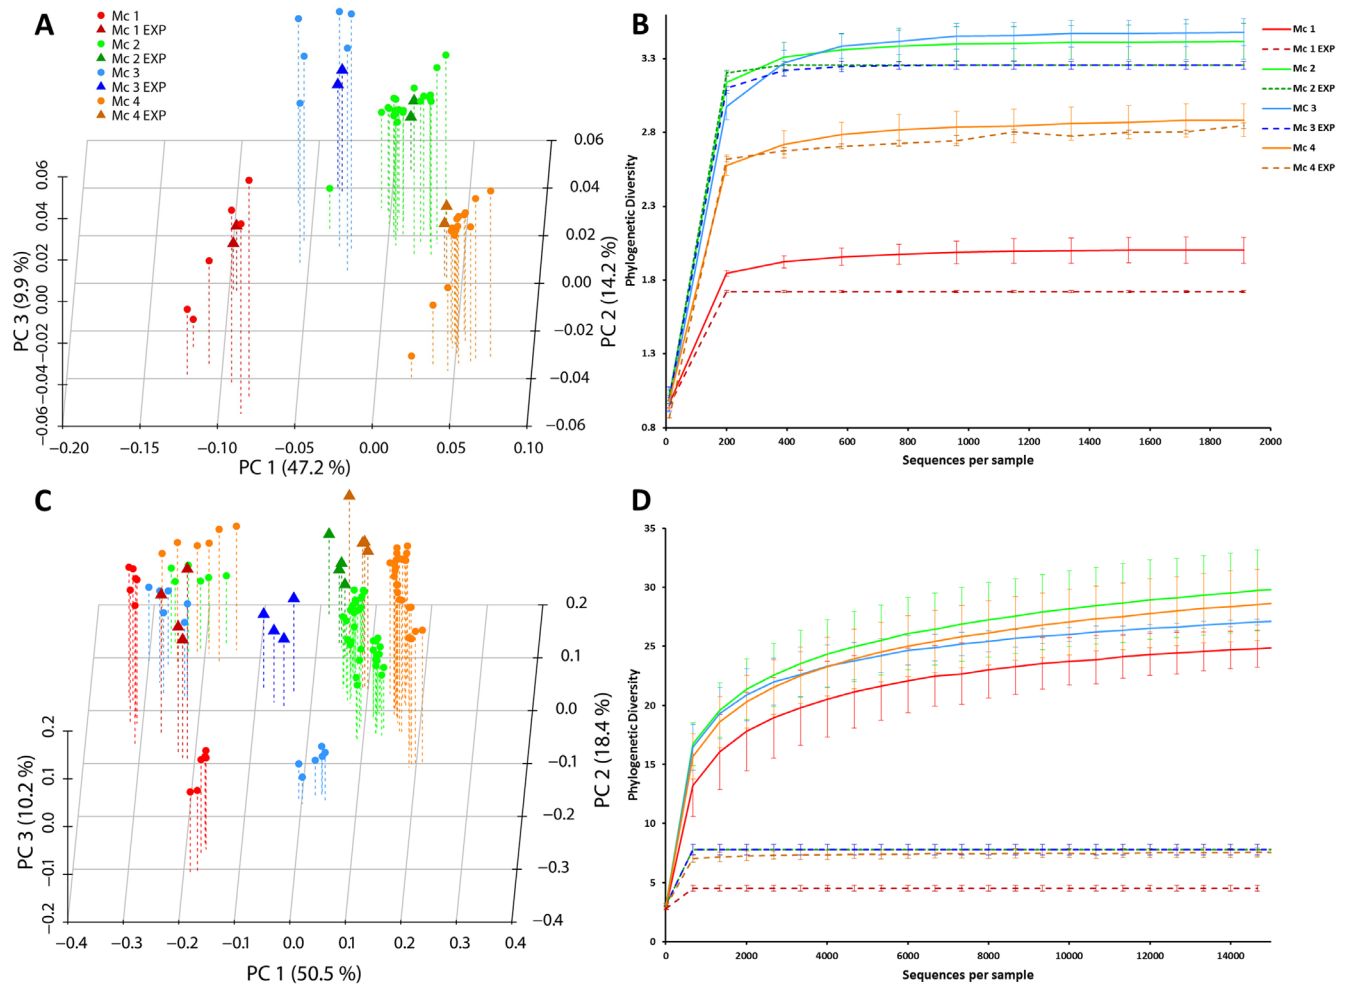 A
Mc 1
Mc 1 EXP
Mc 2
Mc 2 EXP
Mc 3
Mc 3 EXP
Mc 4
Mc 4 EXP
PC 3 (9.9 %)
0.06
0.04
0.02
0.00
−0.02
−0.04
−0.06
0.06
0.04
0.02
0.00
−0.02
−0.04
−0.06
PC 2 (14.2 %)
−0.20 −0.15 −0.10 −0.05 0.00 0.05 0.10
PC 1 (47.2 %)
B
Phylogenetic Diversity
3.3
2.8
2.3
1.8
1.3
0.8
0 200 400 600 800 1000 1200 1400 1600 1800 2000
Sequences per sample
Mc 1
Mc 1 EXP
Mc 2
Mc 2 EXP
MC 3
Mc 3 EXP
Mc 4
Mc 4 EXP
C
PC 3 (10.2 %)
0.2
0.1
0.0
−0.1
−0.2
0.2
0.1
0.0
−0.1
−0.2
−0.3
−0.4
PC 2 (18.4 %)
−0.4 −0.3 −0.2 −0.1 0.0 0.1 0.2 0.3 0.4
PC 1 (50.5 %)
D
Phylogenetic Diversity
35
30
25
20
15
10
5
0
0 2000 4000 6000 8000 10000 12000 14000
Sequences per sample